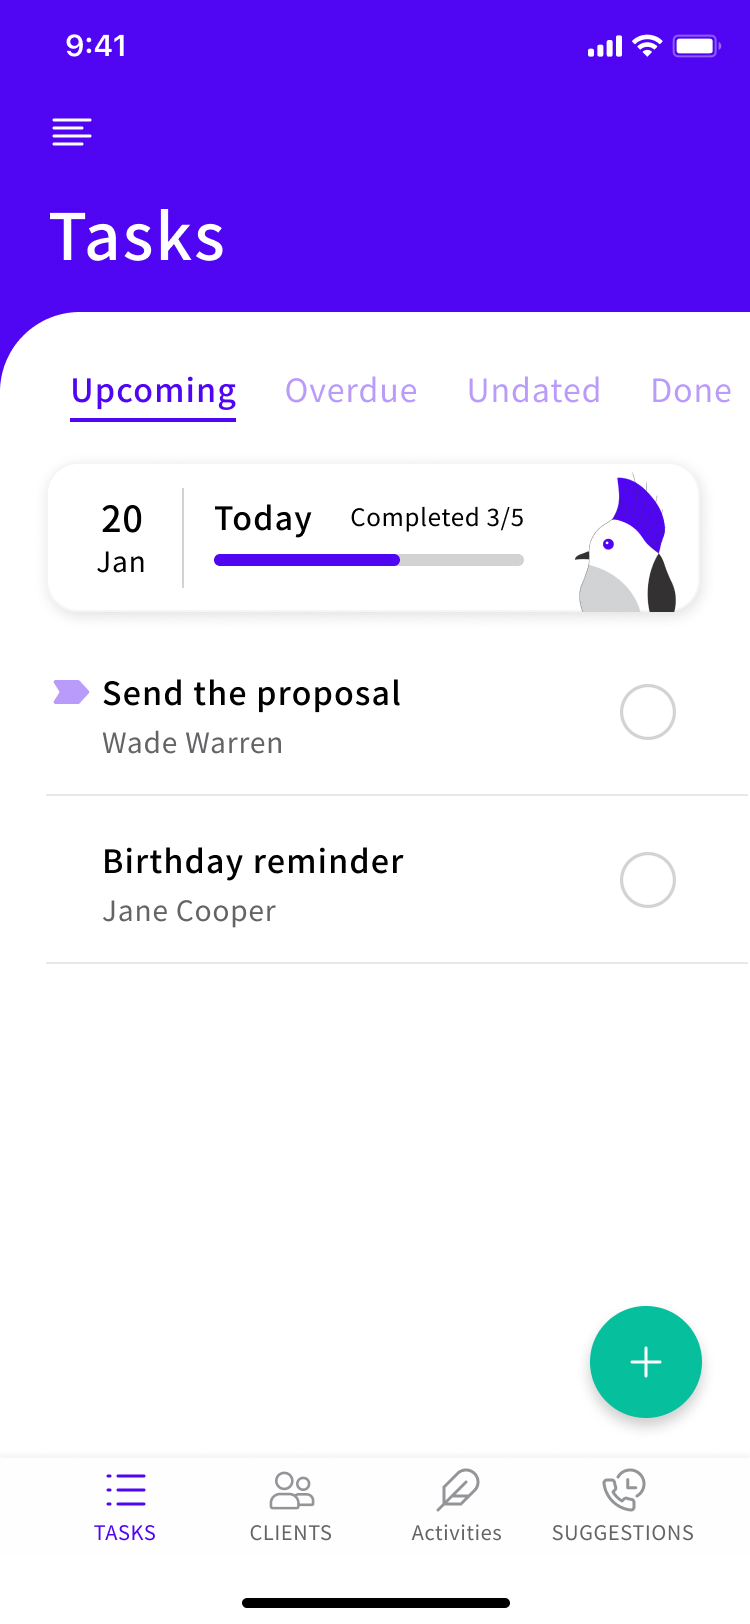 9:41
Tasks
Upcoming Overdue Undated Done
20 Jan
Today Completed 3/5
Send the proposal
Wade Warren
Birthday reminder
Jane Cooper
TASKS CLIENTS Activities SUGGESTIONS